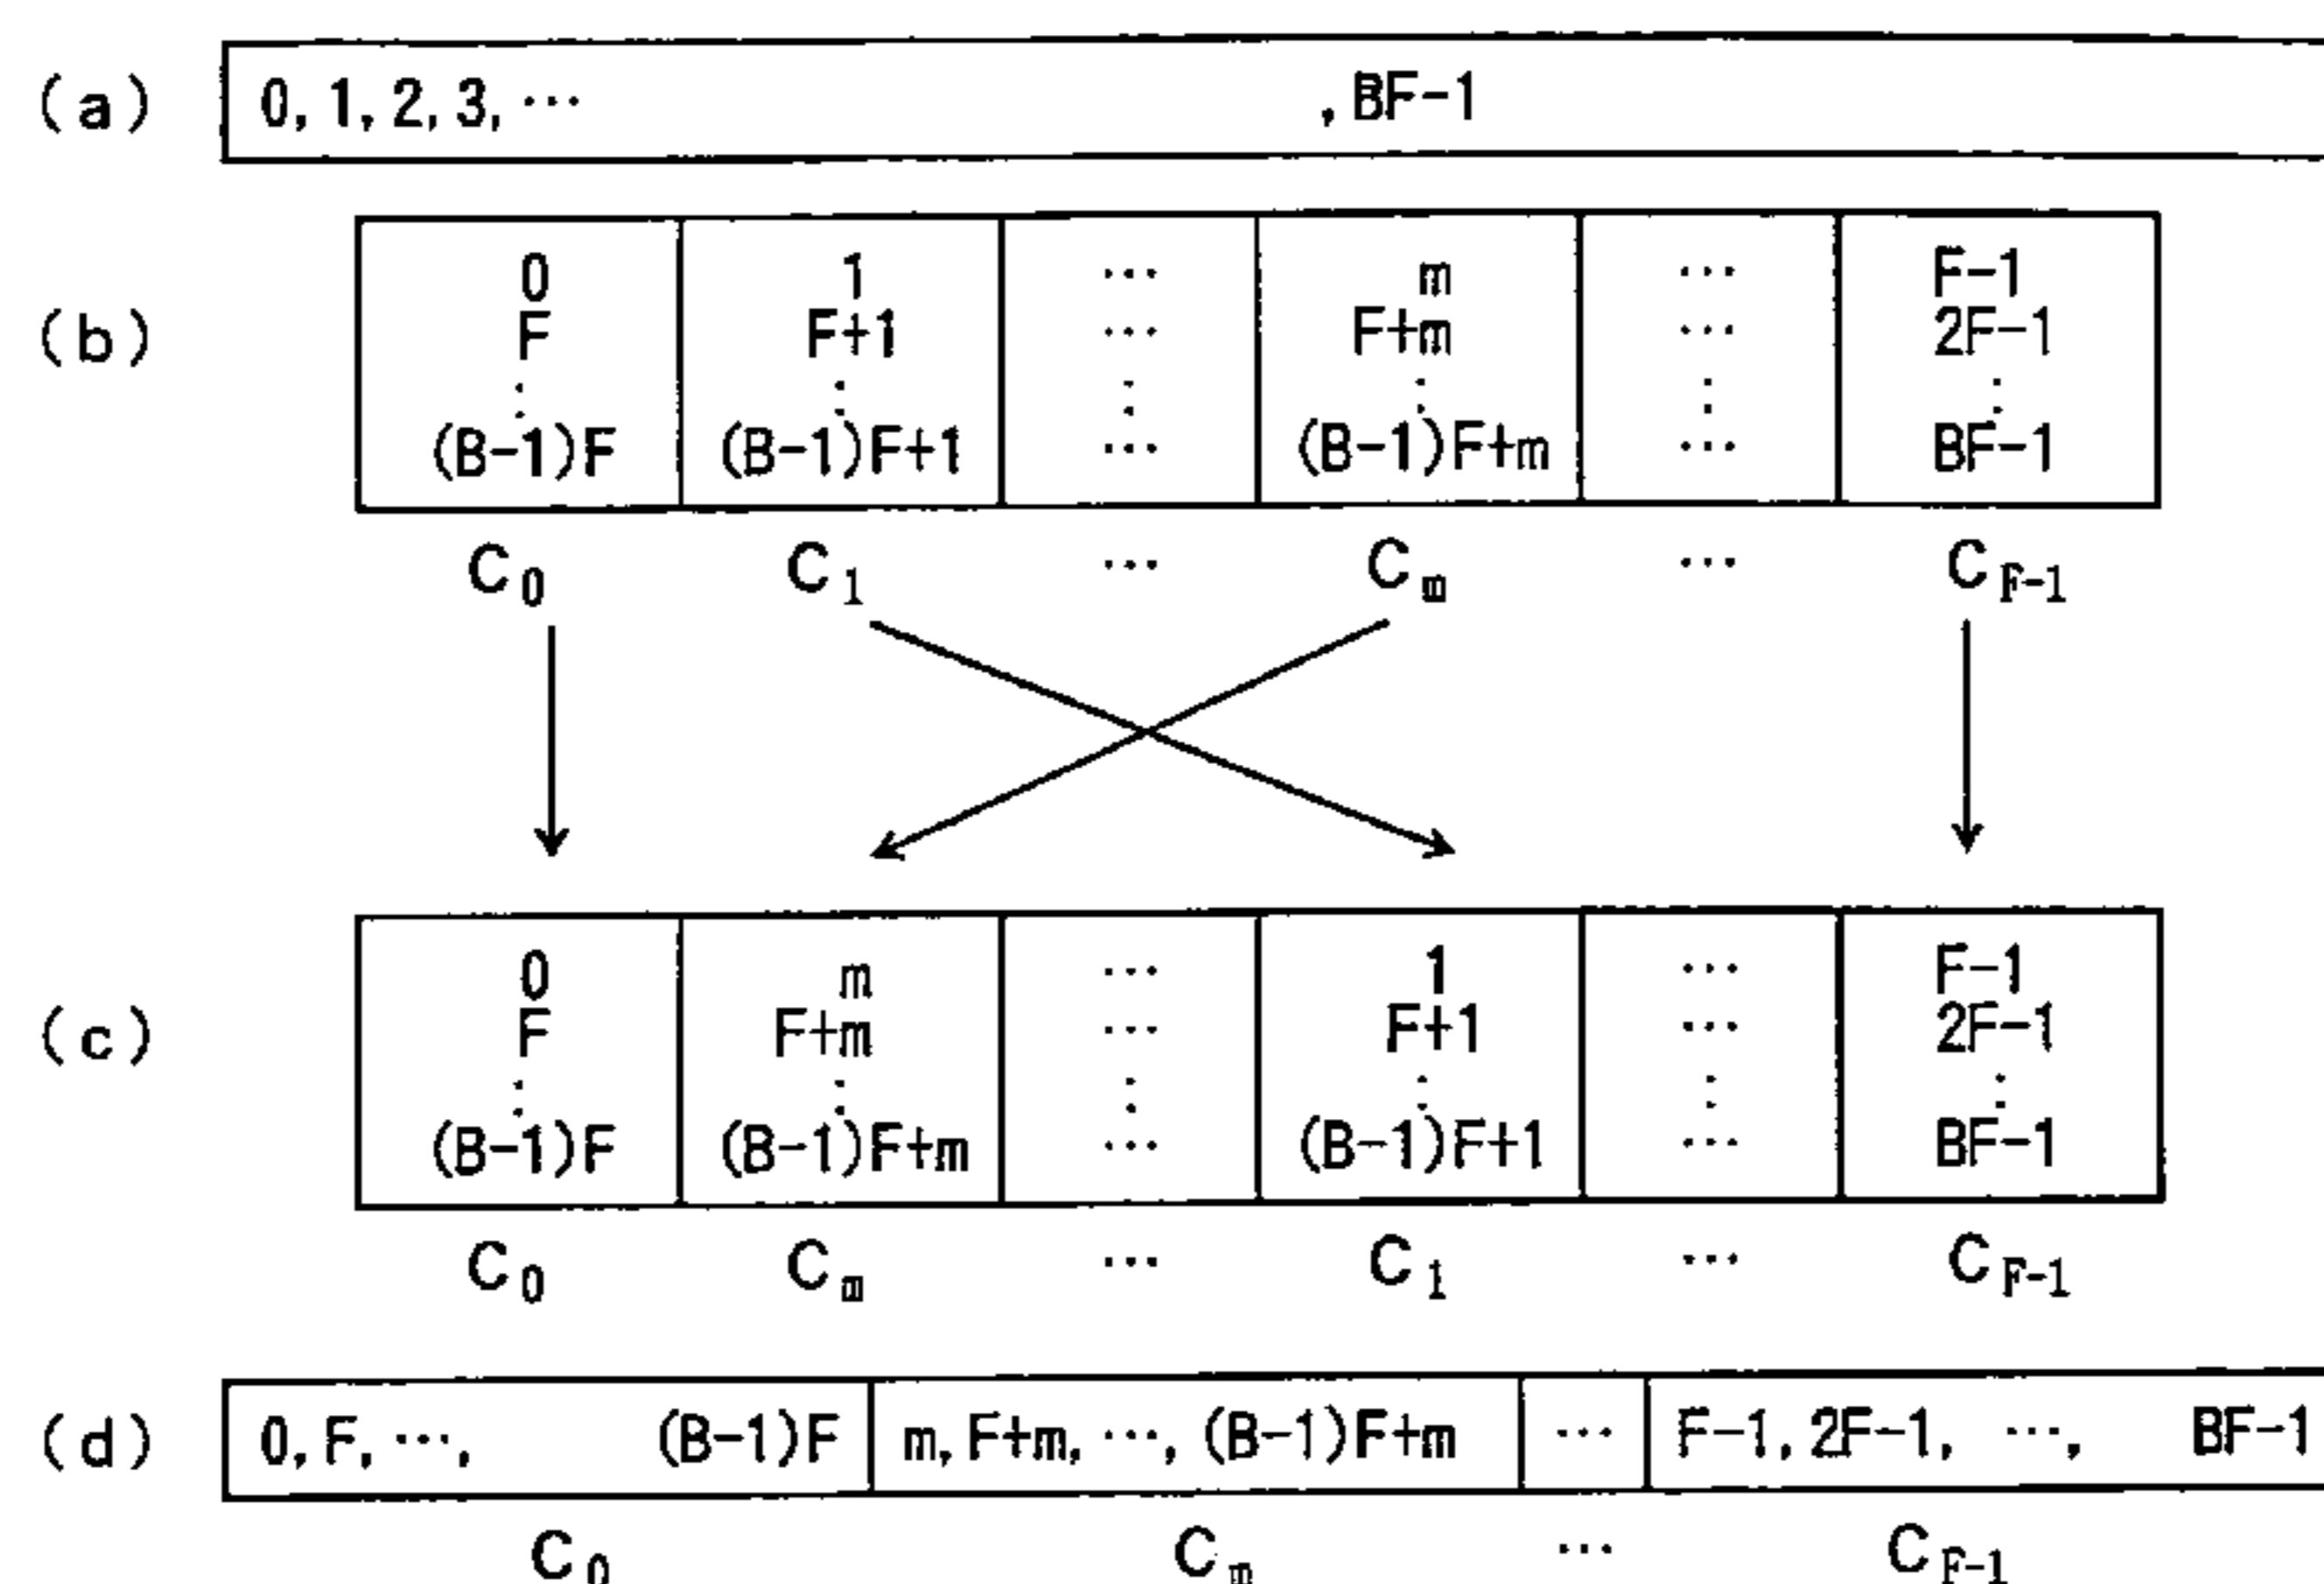 (a) 0, 1, 2, 3, ··· , BF-1
(b)
0 1 ··· m ··· F-1
F F+1 ··· F+m ··· 2F-1
: : : : : :
(B-1)F (B-1)F+1 ··· (B-1)F+m ··· BF-1
C0 C1 ··· Cm ··· CF-1
(c)
0 m ··· 1 ··· F-1
F F+m ··· F+1 ··· 2F-1
: : : : : :
(B-1)F (B-1)F+m ··· (B-1)F+1 ··· BF-1
C0 Cm ··· C1 ··· CF-1
(d) 0, F, ···, (B-1)F m, F+m, ···, (B-1)F+m ··· F-1, 2F-1, ···, BF-1
C0 Cm ··· CF-1